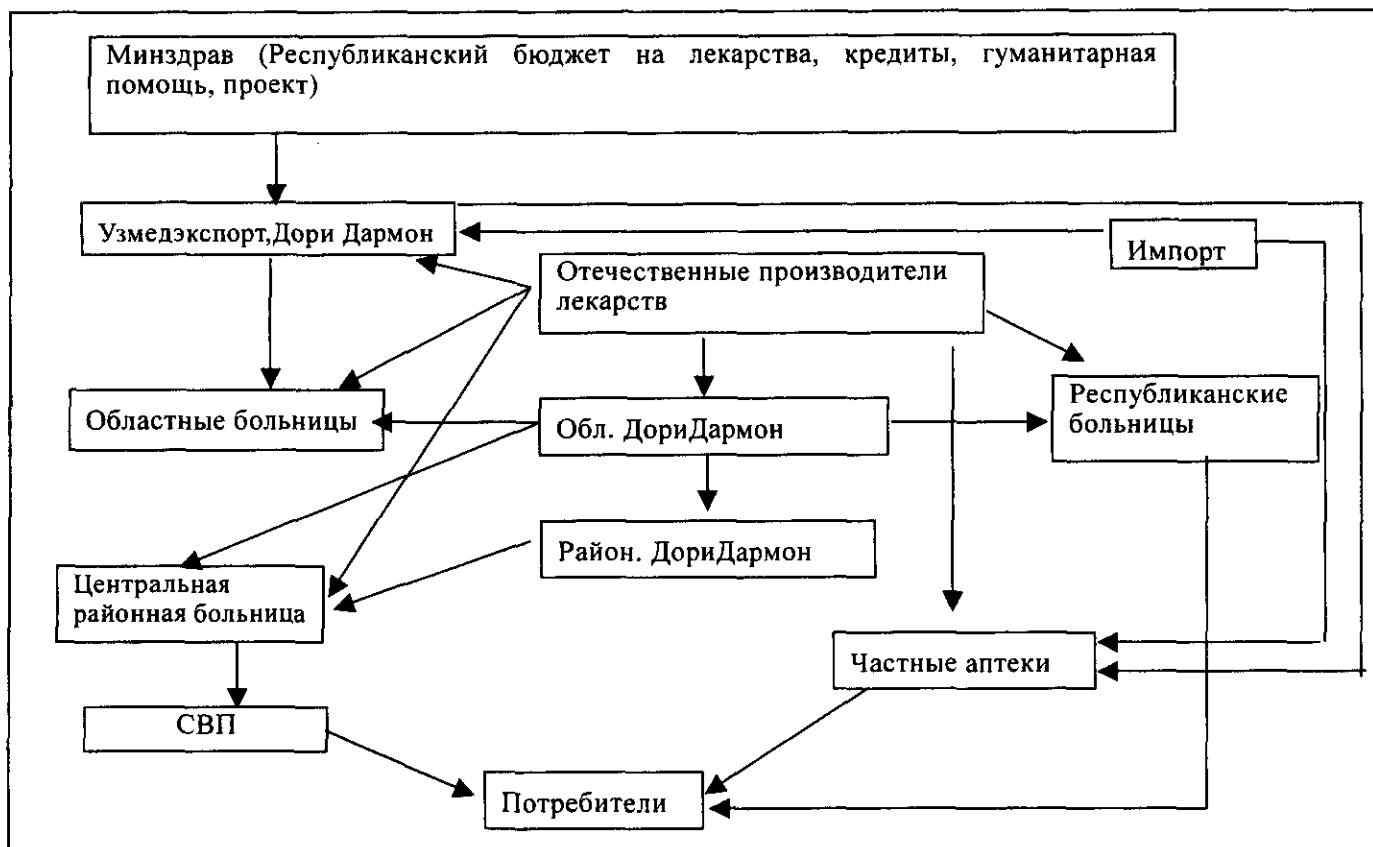 Минздрав (Республиканский бюджет на лекарства, кредиты, гуманитарная
помощь, проект)
Узмедэкспорт,Дори Дармон
Импорт
Отечественные производители
лекарств
Республиканские
больницы
Областные больницы
Обл. ДориДармон
Район. ДориДармон
Центральная
районная больница
Частные аптеки
СВП
Потребители